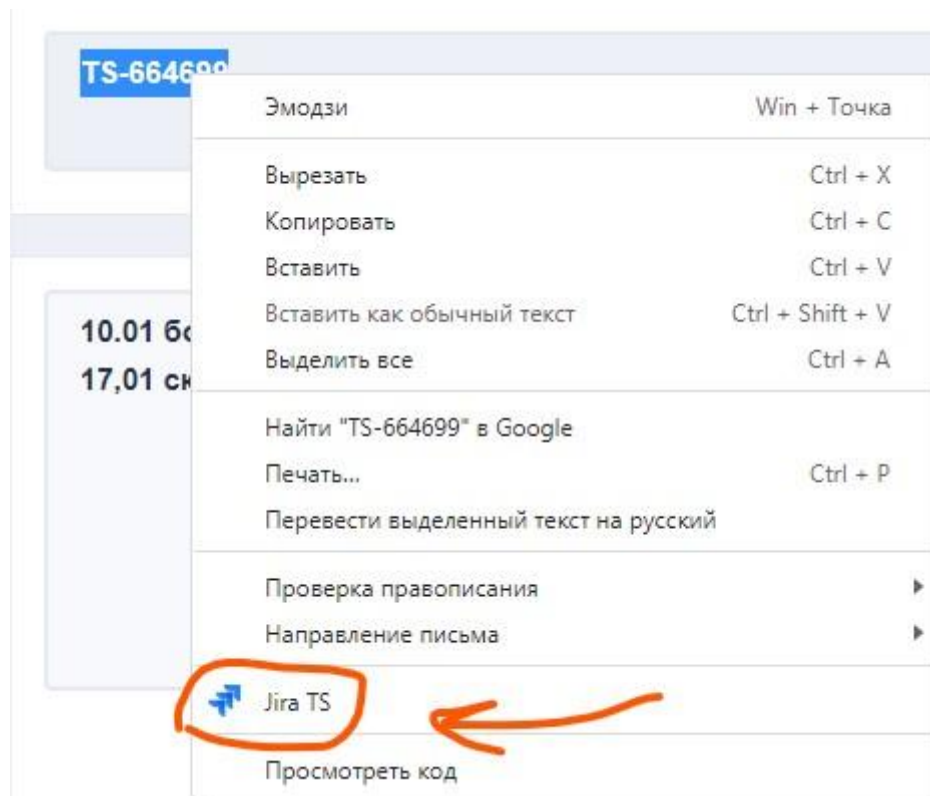 TS-664699
Эмодзи Win + Точка
Вырезать Ctrl + X
Копировать Ctrl + C
Вставить Ctrl + V
Вставить как обычный текст Ctrl + Shift + V
10.01
Выделить все Ctrl + A
17,01
Найти "TS-664699" в Google
Печать... Ctrl + P
Перевести выделенный текст на русский
Проверка правописания
Направление письма
Jira TS
Просмотреть код